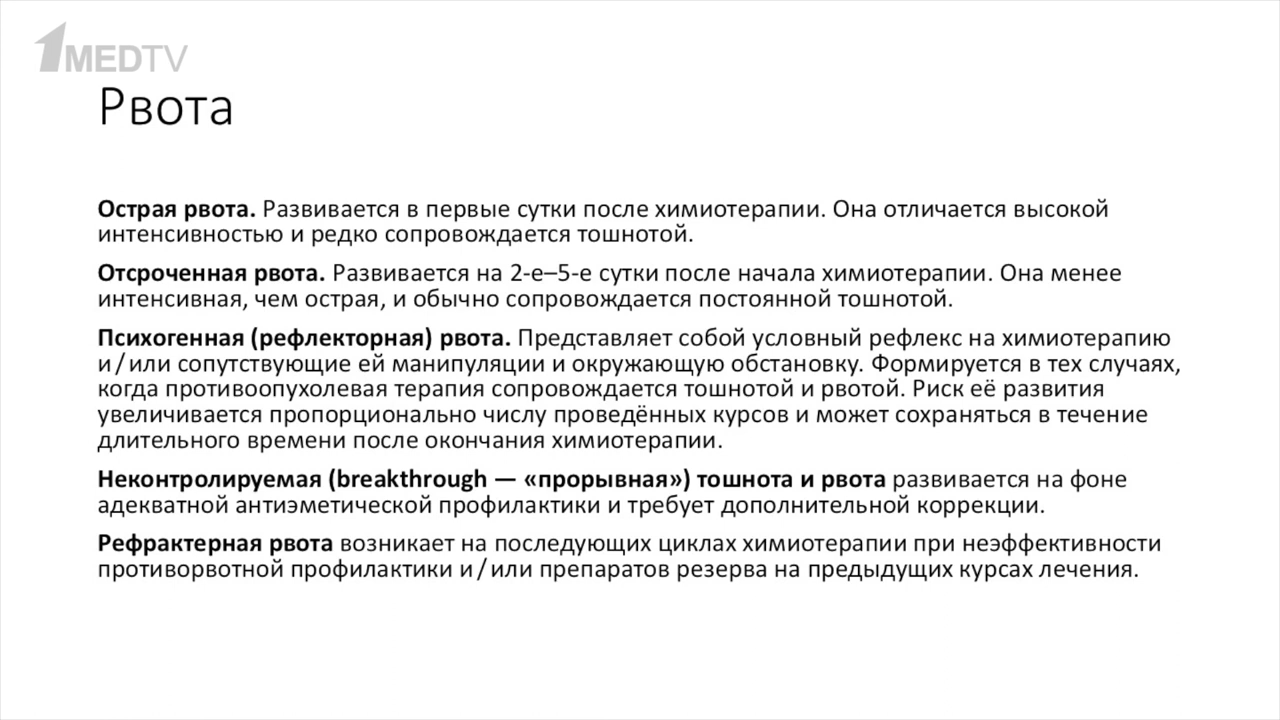 1MEDTV
Рвота
Острая рвота. Развивается в первые сутки после химиотерапии. Она отличается высокой
интенсивностью и редко сопровождается тошнотой.
Отсроченная рвота. Развивается на 2-е–5-е сутки после начала химиотерапии. Она менее
интенсивная, чем острая, и обычно сопровождается постоянной тошнотой.
Психогенная (рефлекторная) рвота. Представляет собой условный рефлекс на химиотерапию
и/или сопутствующие ей манипуляции и окружающую обстановку. Формируется в тех случаях,
когда противоопухолевая терапия сопровождается тошнотой и рвотой. Риск её развития
увеличивается пропорционально числу проведённых курсов и может сохраняться в течение
длительного времени после окончания химиотерапии.
Неконтролируемая (breakthrough — «прорывная») тошнота и рвота развивается на фоне
адекватной антиэметической профилактики и требует дополнительной коррекции.
Рефрактерная рвота возникает на последующих циклах химиотерапии при неэффективности
противорвотной профилактики и/или препаратов резерва на предыдущих курсах лечения.